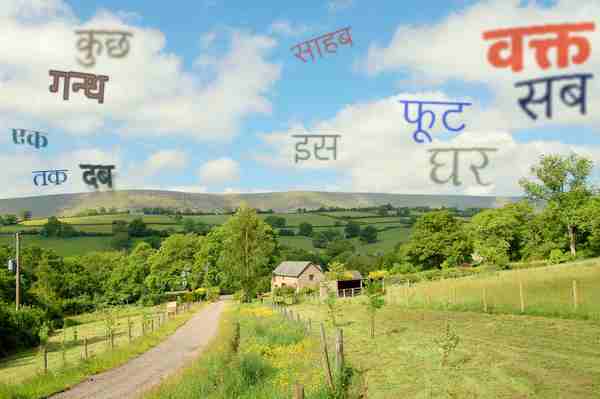 कुछ
साहब
वक्त
गन्थ
सब
फूट
एक
इस
घर
तक
दब